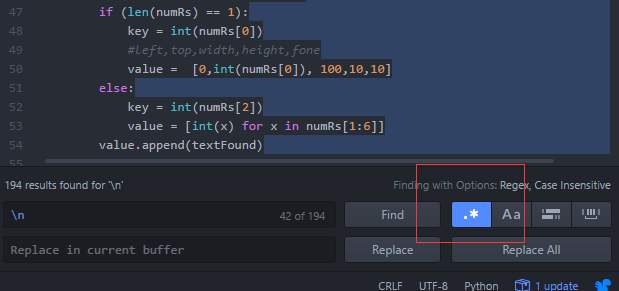 47 if (len(numRs) == 1):
48 key = int(numRs[0])
49 #left,top,width,height,fone
50 value =  [0,int(numRs[0]), 100,10,10]
51 else:
52 key = int(numRs[2])
53 value = [int(x) for x in numRs[1:6]]
54 value.append(textFound)
55
194 results found for '\n' Finding with Options: Regex, Case Insensitive
\n 42 of 194 Find .* Aa
Replace in current buffer Replace Replace All
CRLF UTF-8 Python 1 update